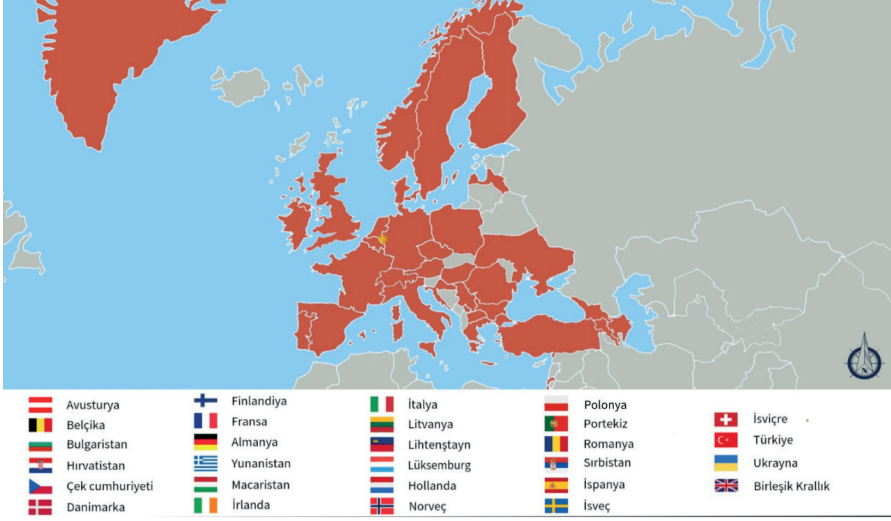 Avusturya
Belçika
Bulgaristan
Hırvatistan
Çek cumhuriyeti
Danimarka
Finlandiya
Fransa
Almanya
Yunanistan
Macaristan
İrlanda
İtalya
Litvanya
Lihtenştayn
Lüksemburg
Hollanda
Norveç
Polonya
Portekiz
Romanya
Sırbistan
İspanya
İsveç
İsviçre
Türkiye
Ukrayna
Birleşik Krallık